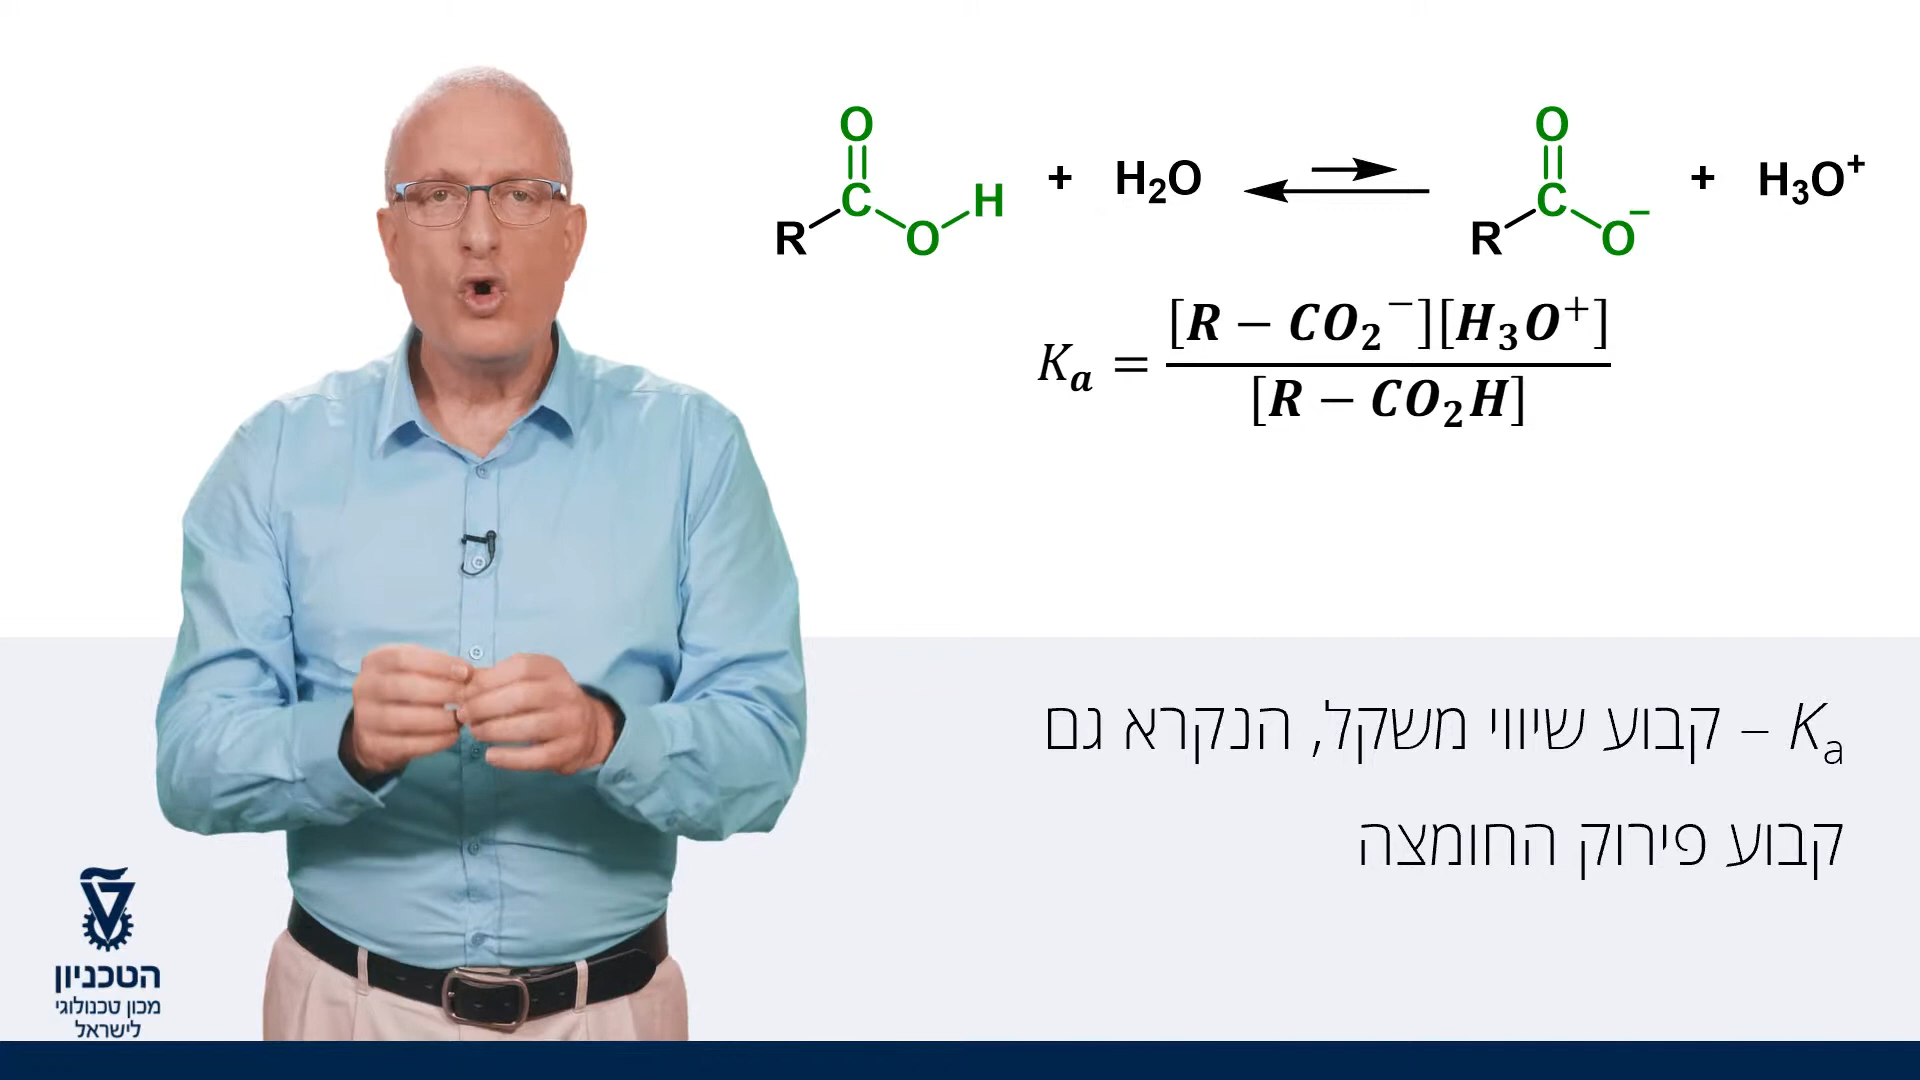 R–C(=O)–O–H + H₂O ⇌ R–C(=O)–O⁻ + H₃O⁺
Kₐ = [R − CO₂⁻][H₃O⁺] / [R − CO₂H]
Kₐ – קבוע שיווי משקל, הנקרא גם
קבוע פירוק החומצה
הטכניון
מכון טכנולוגי
לישראל